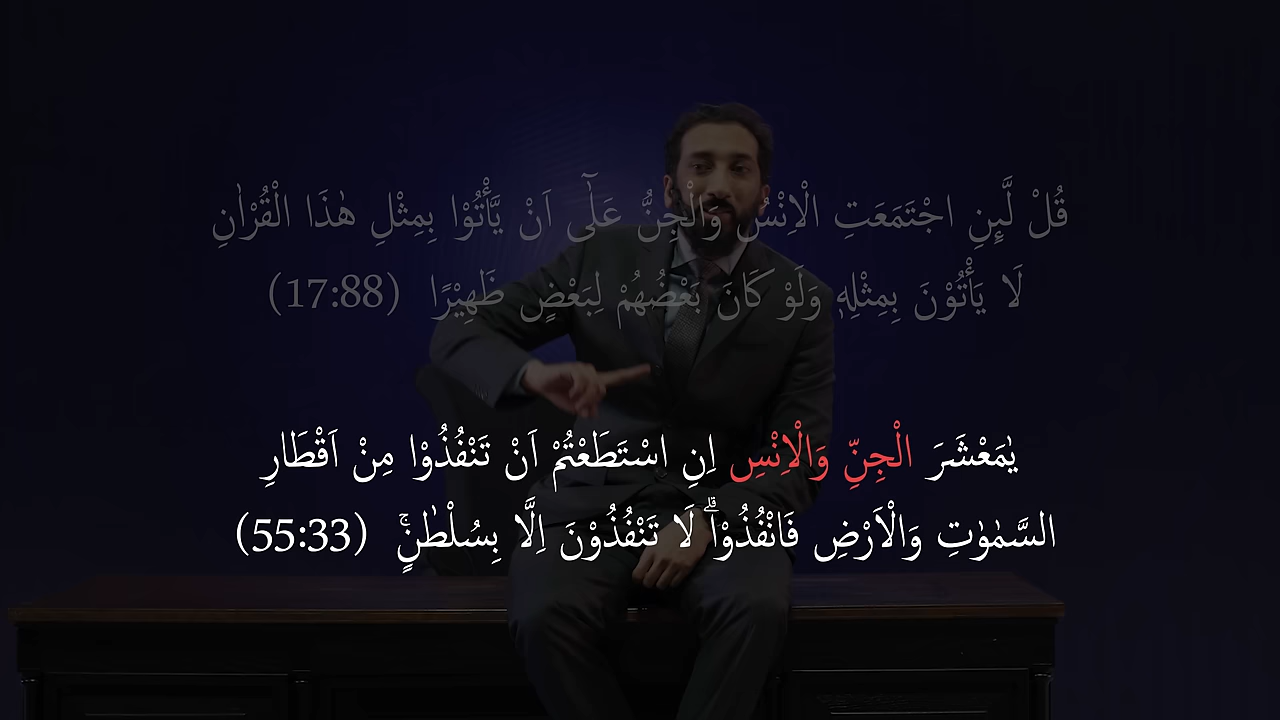 قُلْ لَّىِٕنِ اجْتَمَعَتِ الْاِنْسُ وَالْجِنُّ عَلٰٓى اَنْ يَّأْتُوْا بِمِثْلِ هٰذَا الْقُرْاٰنِ
لَا يَأْتُوْنَ بِمِثْلِهٖ وَلَوْ كَانَ بَعْضُهُمْ لِبَعْضٍ ظَهِيْرًا (17:88)
يٰمَعْشَرَ الْجِنِّ وَالْاِنْسِ اِنِ اسْتَطَعْتُمْ اَنْ تَنْفُذُوْا مِنْ اَقْطَارِ
السَّمٰوٰتِ وَالْاَرْضِ فَانْفُذُوْاۗ لَا تَنْفُذُوْنَ اِلَّا بِسُلْطٰنٍۚ (55:33)